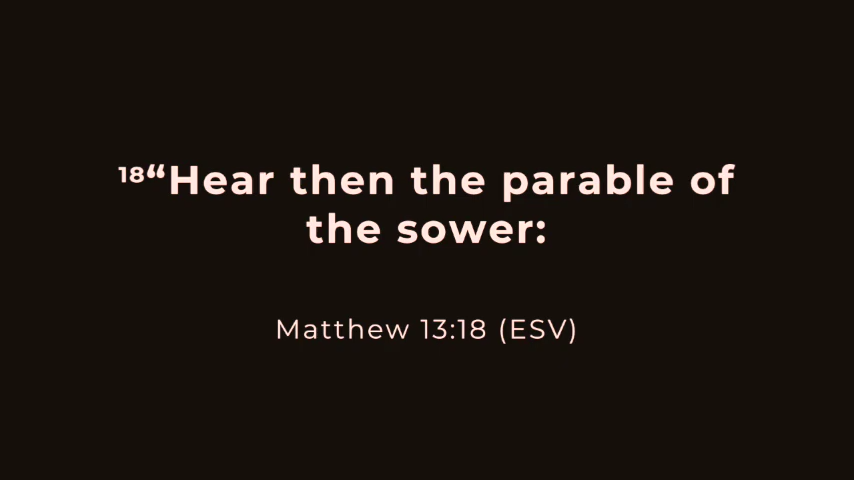 ¹⁸“Hear then the parable of
the sower:
Matthew 13:18 (ESV)